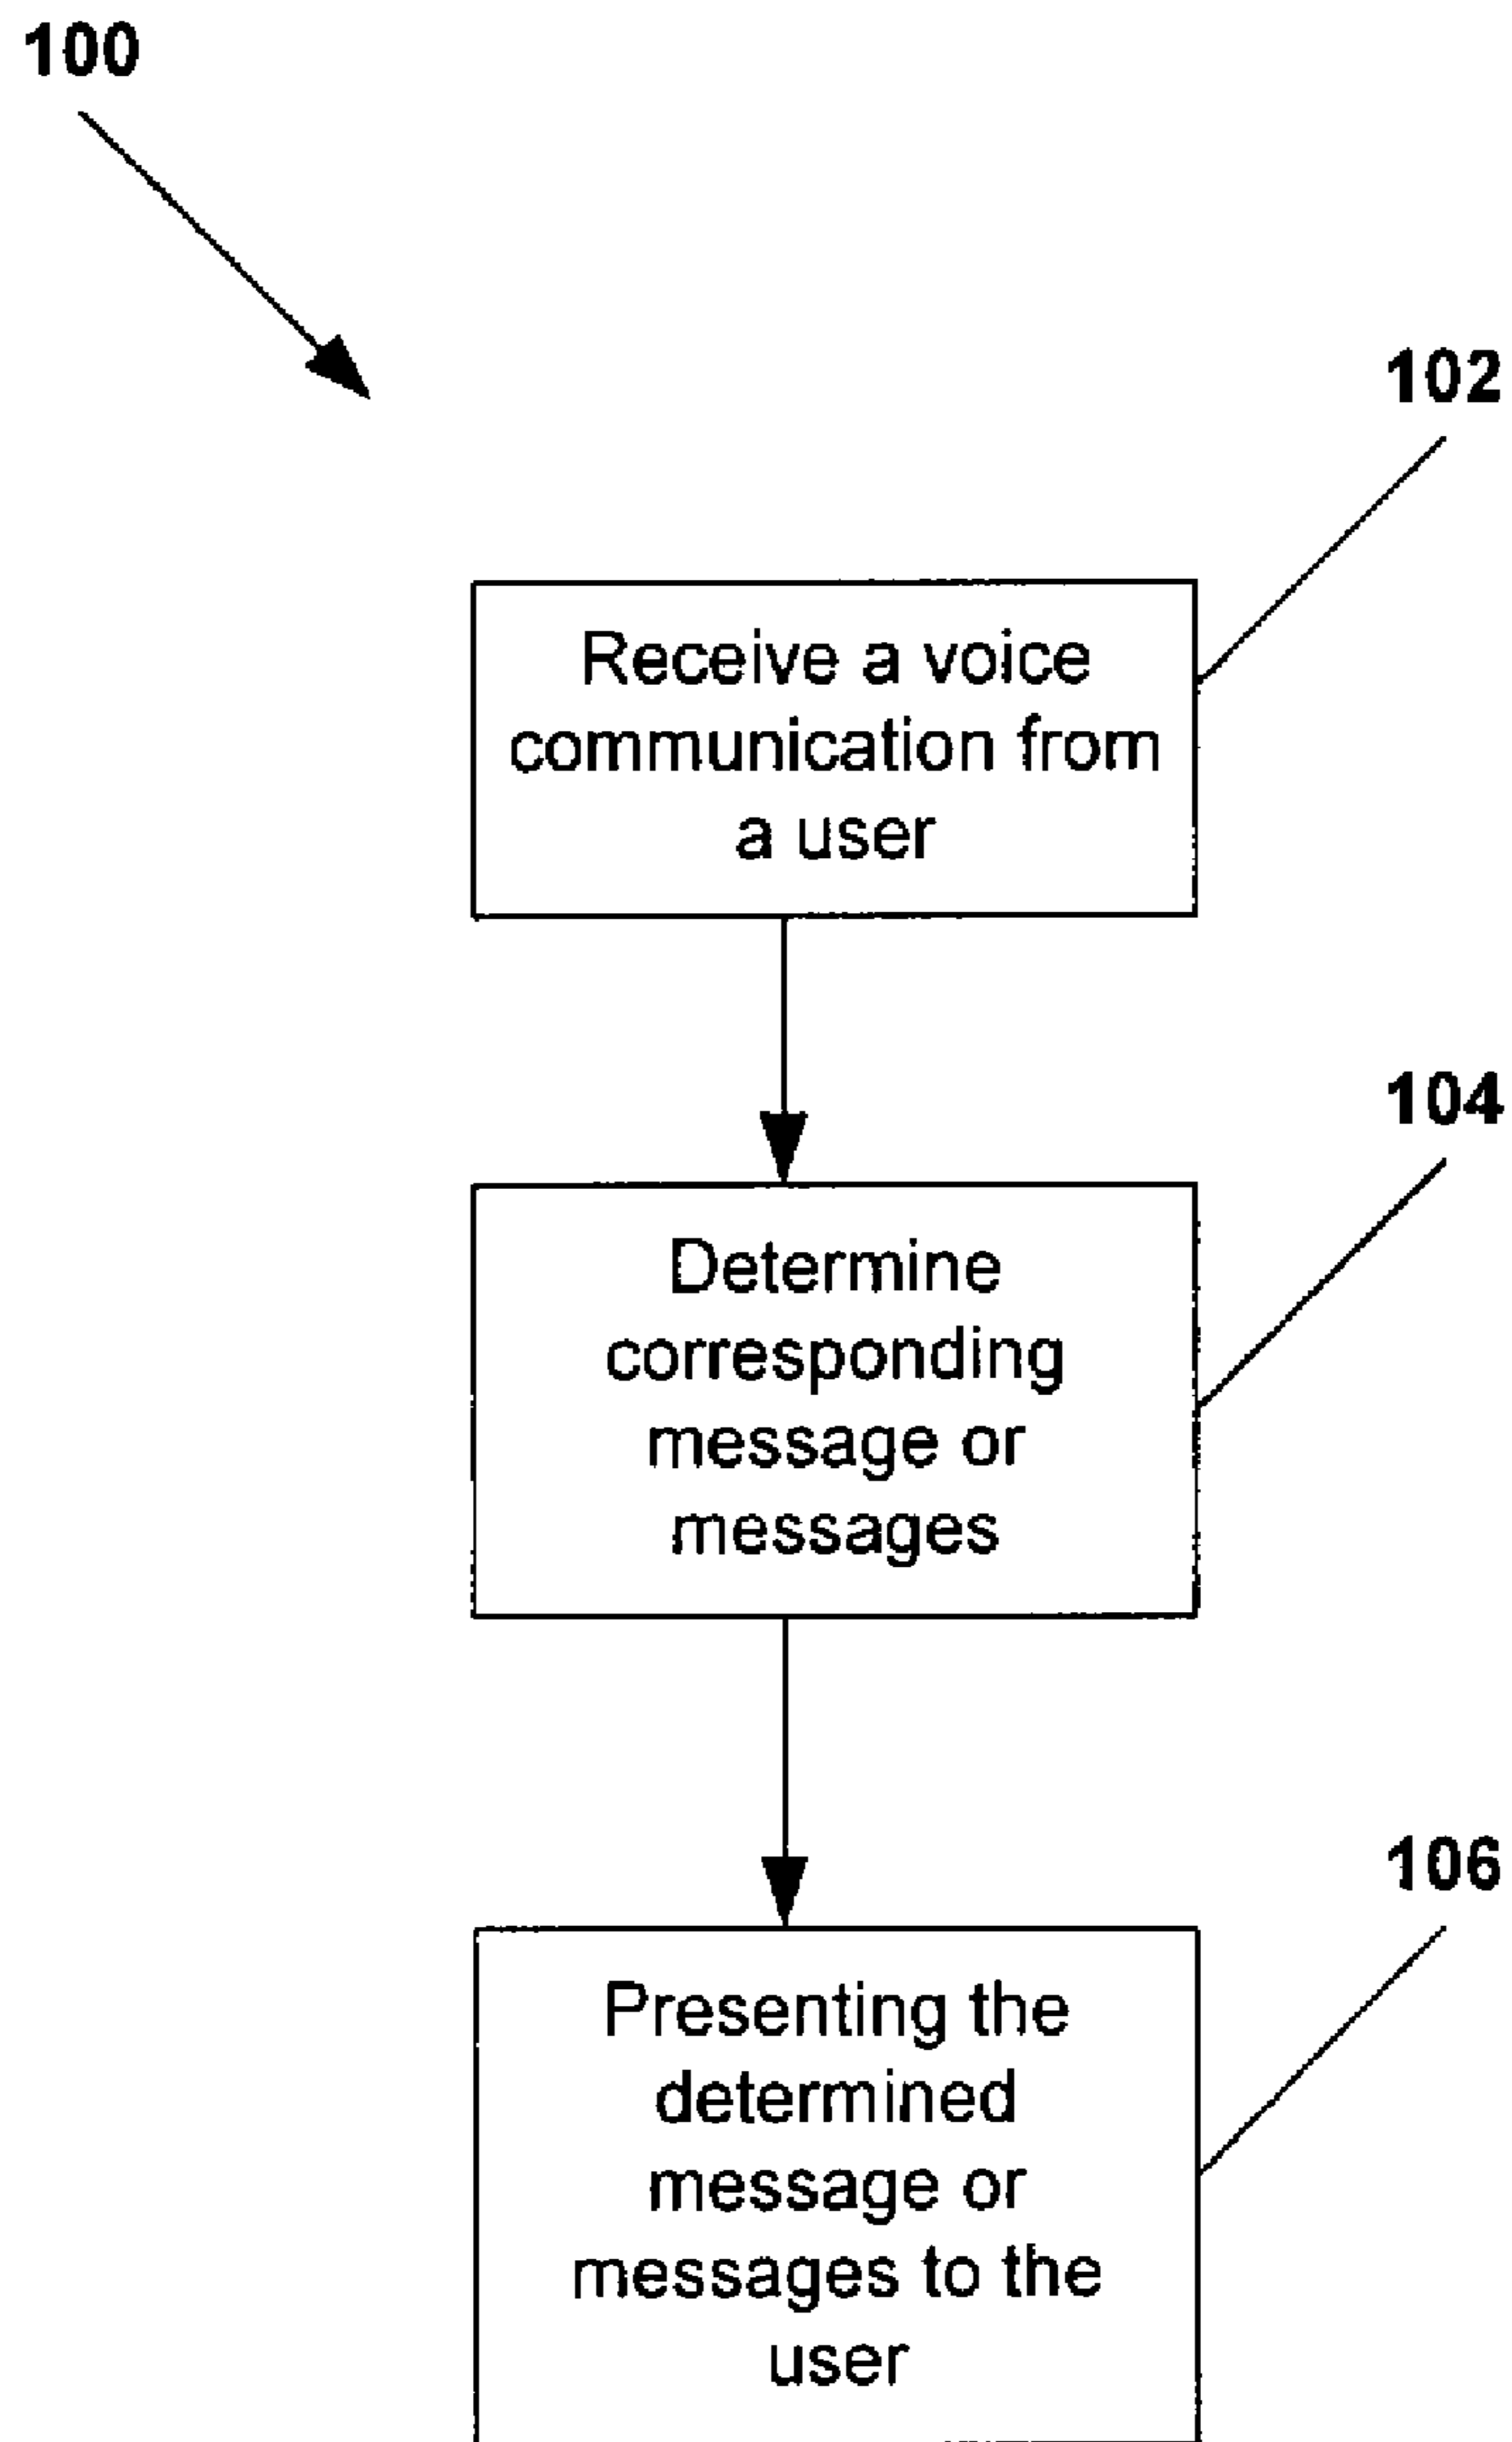 100
102
Receive a voice
communication from
a user
104
Determine
corresponding
message or
messages
106
Presenting the
determined
message or
messages to the
user